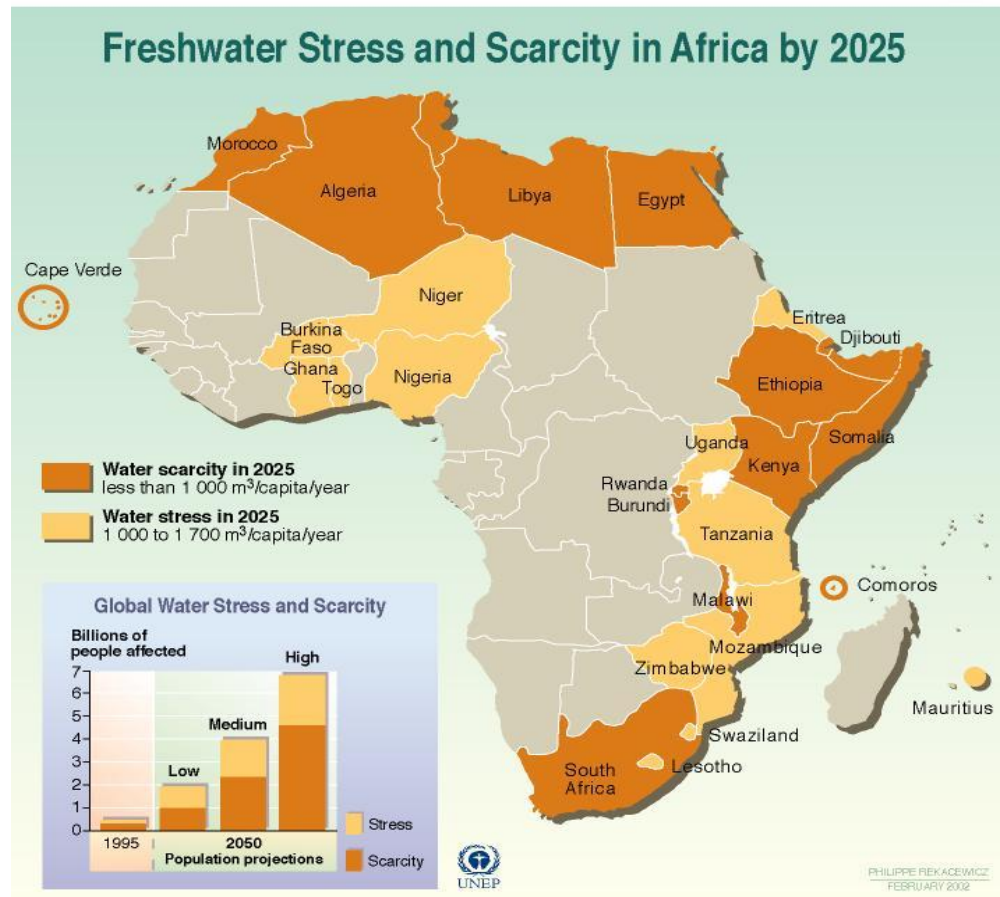 Freshwater Stress and Scarcity in Africa by 2025
Morocco
Algeria
Libya
Egypt
Cape Verde
Niger
Burkina
Faso
Ghana
Togo
Nigeria
Eritrea
Djibouti
Ethiopia
Somalia
Uganda
Kenya
Rwanda
Burundi
Tanzania
Malawi
Comoros
Mozambique
Zimbabwe
Mauritius
Swaziland
Lesotho
South
Africa
Water scarcity in 2025
less than 1 000 m³/capita/year
Water stress in 2025
1 000 to 1 700 m³/capita/year
Global Water Stress and Scarcity
Billions of
people affected
7
6
5
4
3
2
1
0
Low
Medium
High
1995
2050
Population projections
Stress
Scarcity
UNEP
PHILIPPE REKACEWICZ
FEBRUARY 2002